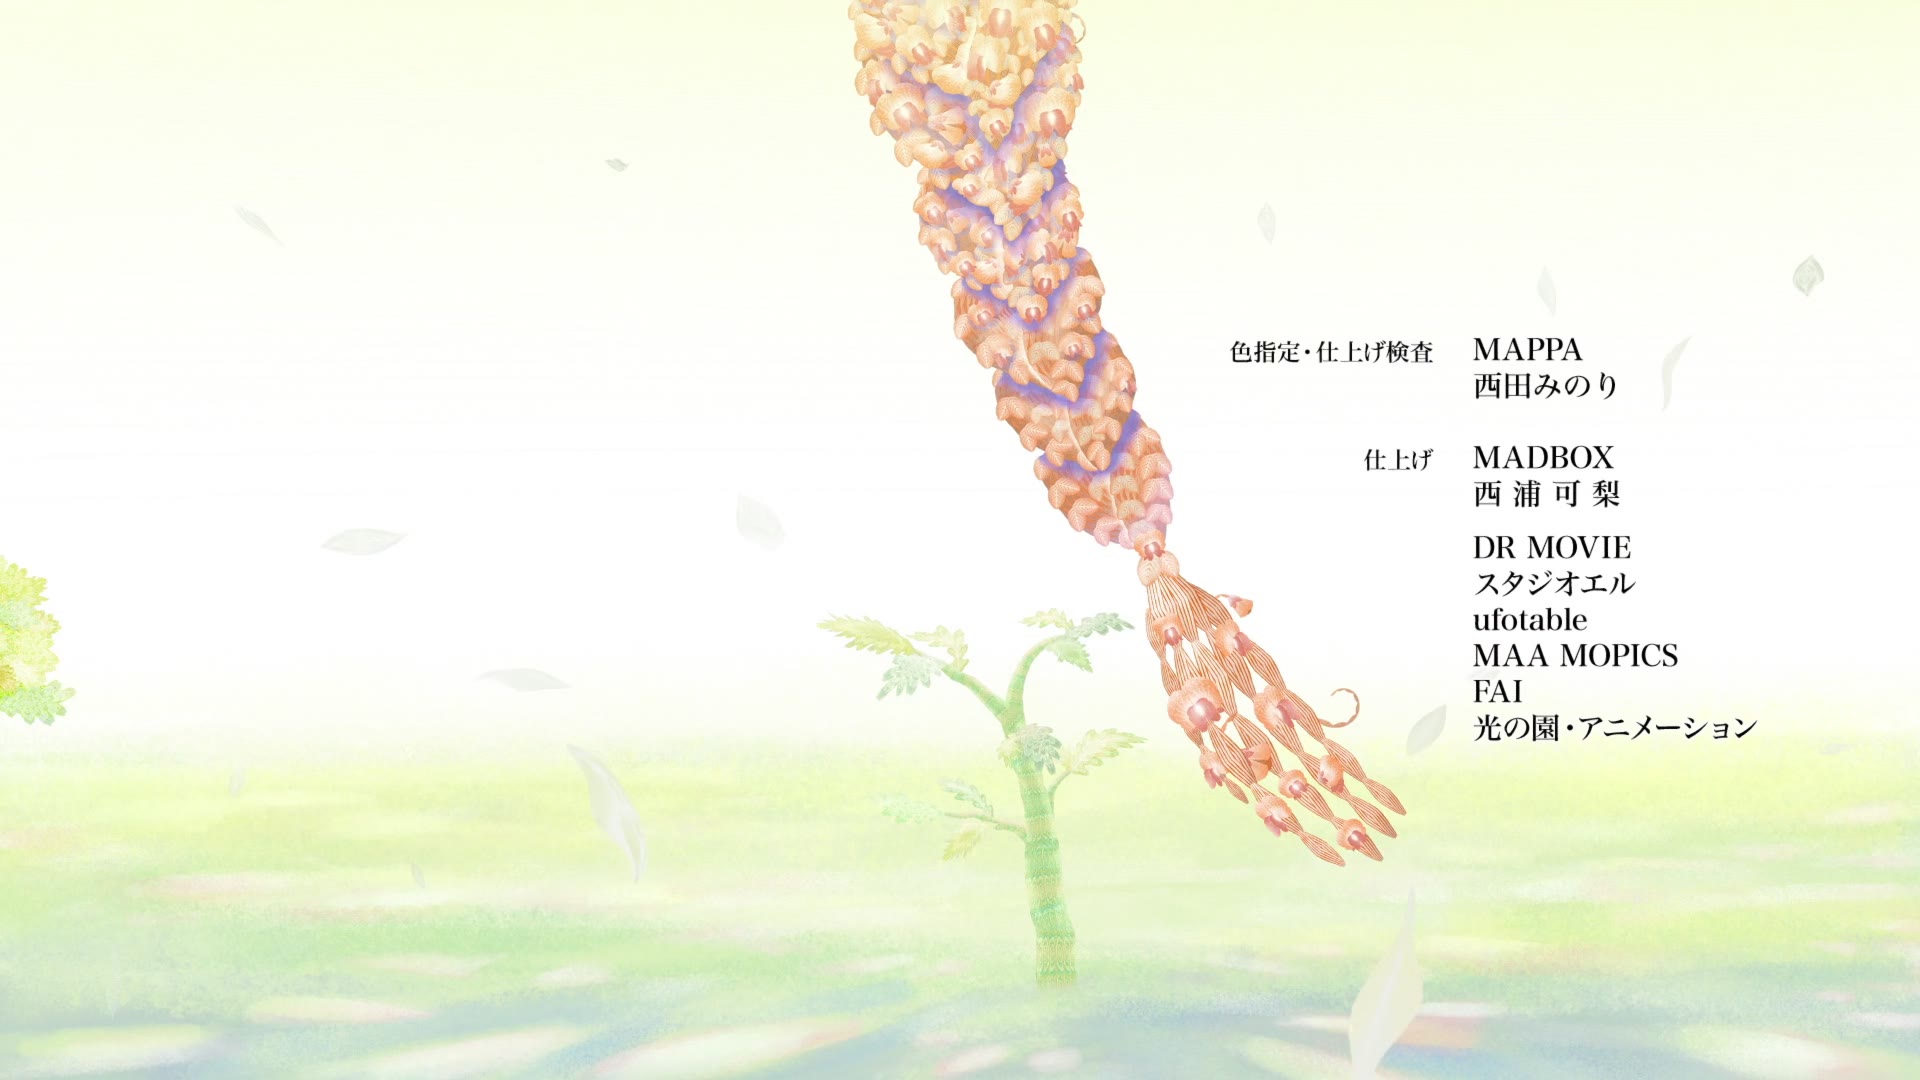 色指定・仕上げ検査 MAPPA
西田みのり
仕上げ MADBOX
西浦可梨
DR MOVIE
スタジオエル
ufotable
MAA MOPICS
FAI
光の園・アニメーション